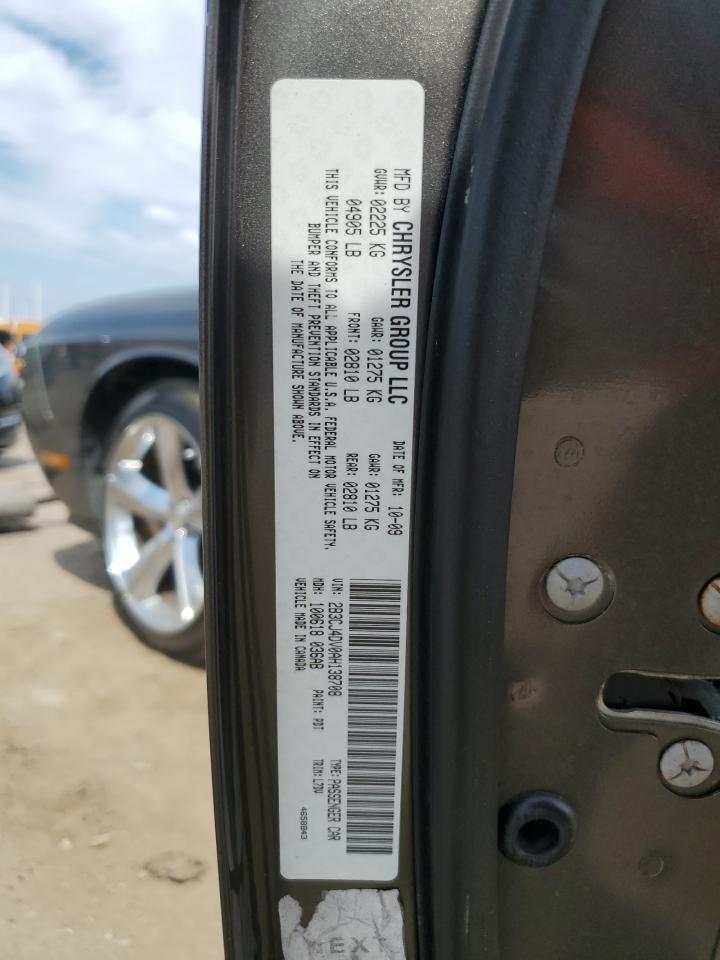 MFD BY CHRYSLER GROUP LLC DATE OF MFR: 10-09
GVWR: 02225 KG GAWR: 01275 KG GAWR: 01275 KG
04905 LB FRONT: 02810 LB REAR: 02810 LB
THIS VEHICLE CONFORMS TO ALL APPLICABLE U.S.A. FEDERAL MOTOR VEHICLE SAFETY,
BUMPER AND THEFT PREVENTION STANDARDS IN EFFECT ON
THE DATE OF MANUFACTURE SHOWN ABOVE.
VIN: 2B3CJ4DV0AH138708 TYPE: PASSENGER CAR
MDH: 100618 036AB PAINT: PDT TRIM: L7DV
VEHICLE MADE IN CANADA 4658843
EXT